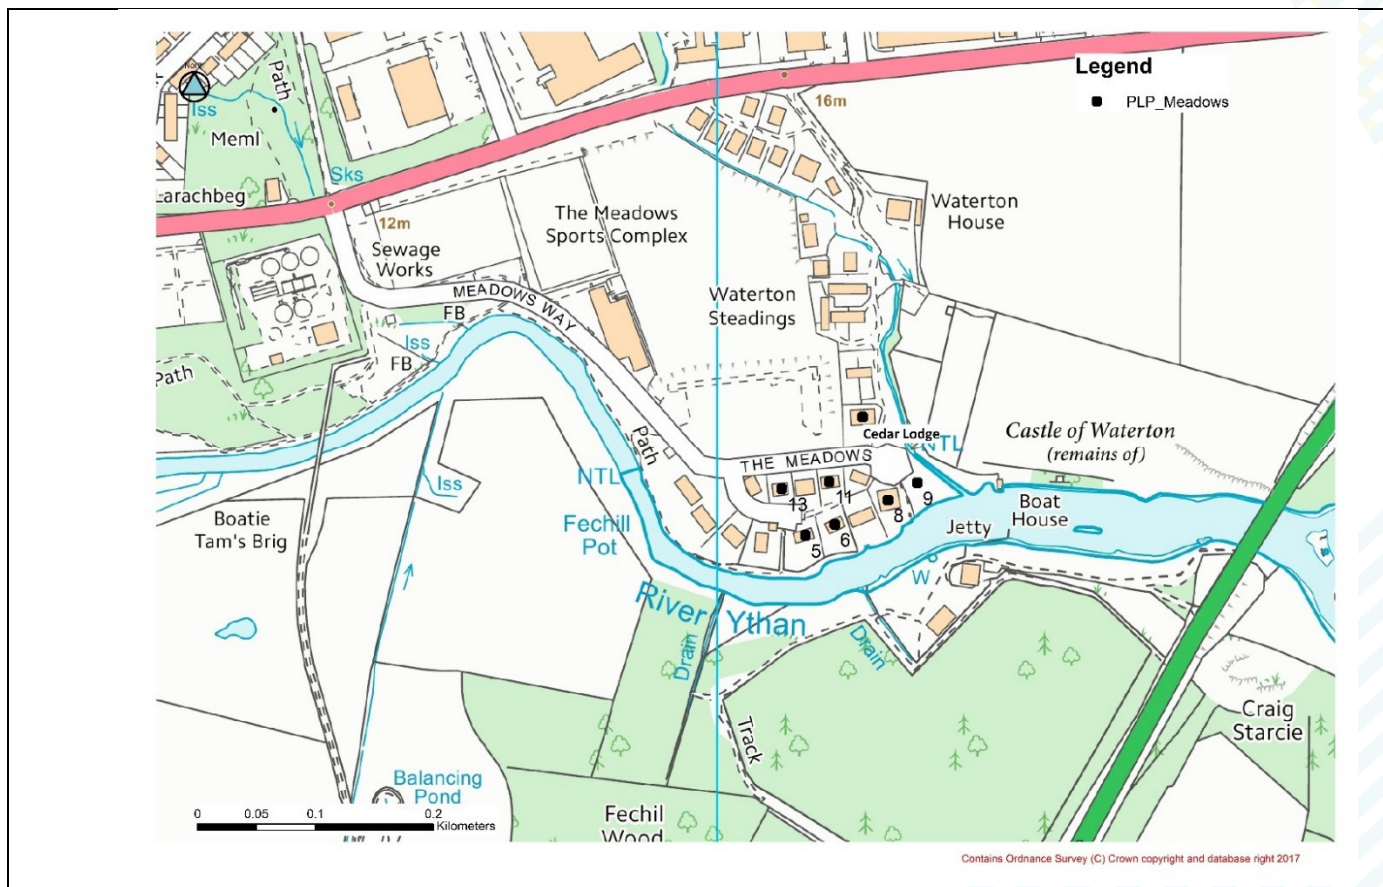 Legend
PLP_Meadows
North
Path
Iss
Meml
Larachbeg
Sks
16m
12m
Sewage
Works
The Meadows
Sports Complex
Waterton
House
MEADOWS WAY
FB
Iss
FB
Path
Waterton
Steadings
Cedar Lodge
NTL
Castle of Waterton
(remains of)
THE MEADOWS
Path
NTL
Iss
13
11
9
8
6
5
Boat
House
Jetty
Boatie
Tam's Brig
Fechill
Pot
W
River Ythan
Drain
Drain
Track
Craig
Starcie
Balancing
Pond
Fechil
Wood
0 0.05 0.1 0.2
Kilometers
Contains Ordnance Survey (C) Crown copyright and database right 2017